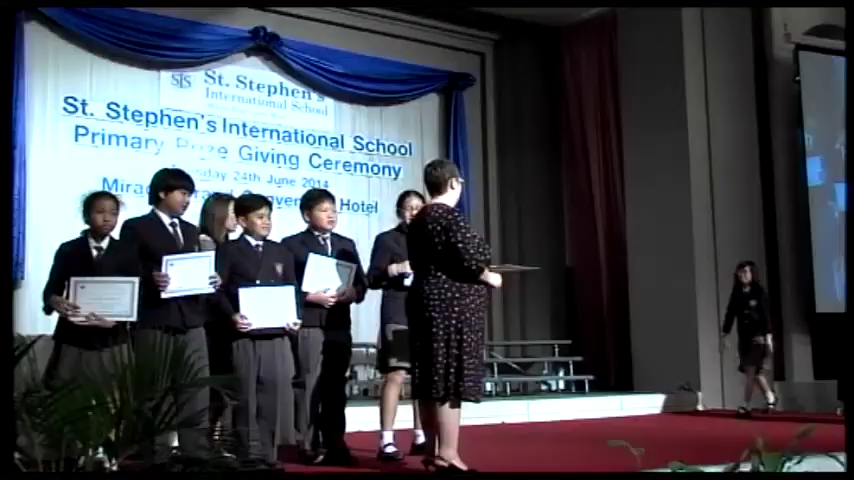 SIS St. Stephen's
International School
St. Stephen's International School
Primary Prize Giving Ceremony
24th June 2014
Hotel